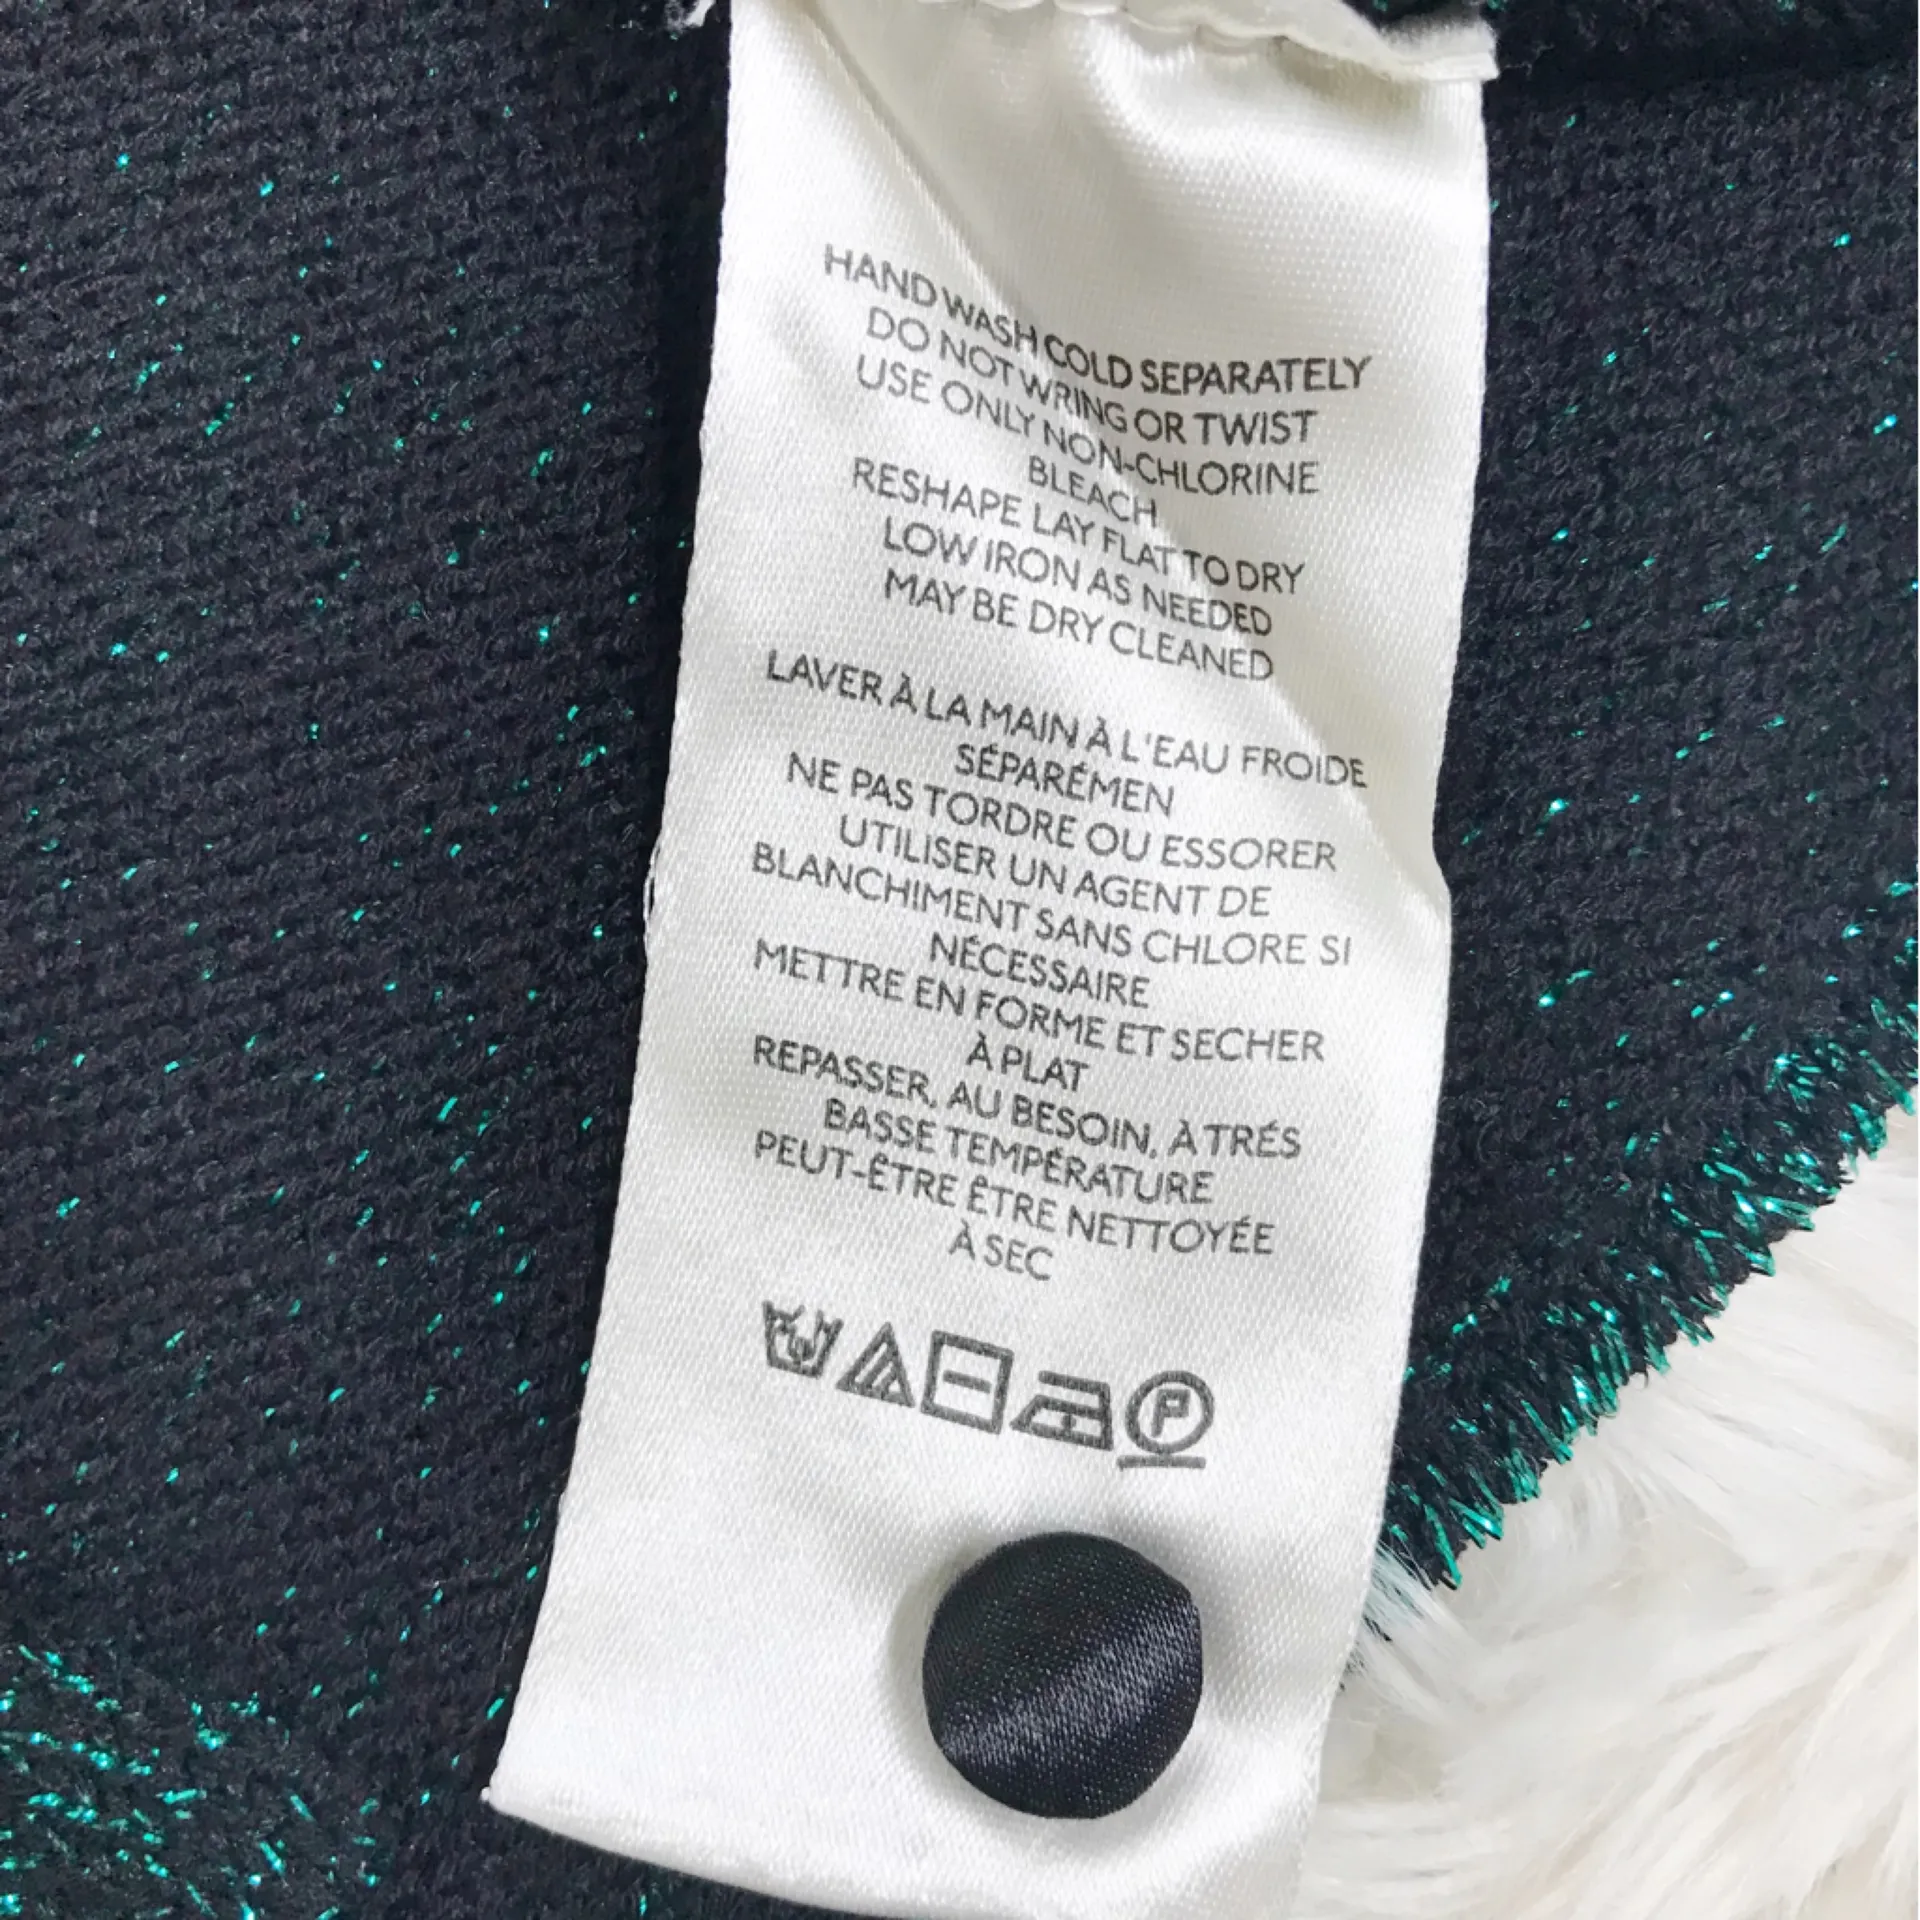 HAND WASH COLD SEPARATELY
DO NOT WRING OR TWIST
USE ONLY NON-CHLORINE
BLEACH
RESHAPE LAY FLAT TO DRY
LOW IRON AS NEEDED
MAY BE DRY CLEANED
LAVER À LA MAIN À L'EAU FROIDE
SÉPARÉMEN
NE PAS TORDRE OU ESSORER
UTILISER UN AGENT DE
BLANCHIMENT SANS CHLORE SI
NÉCESSAIRE
METTRE EN FORME ET SECHER
À PLAT
REPASSER, AU BESOIN, À TRÉS
BASSE TEMPÉRATURE
PEUT-ÊTRE ÊTRE NETTOYÉE
À SEC
P